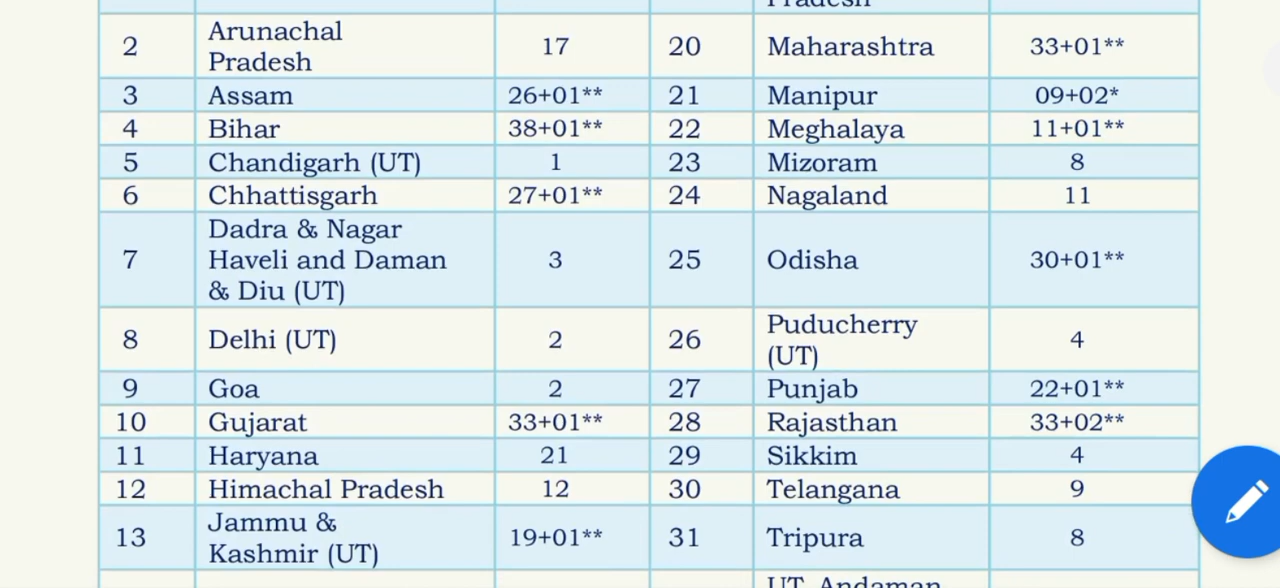 Pradesh
2 Arunachal Pradesh 17 20 Maharashtra 33+01**
3 Assam 26+01** 21 Manipur 09+02*
4 Bihar 38+01** 22 Meghalaya 11+01**
5 Chandigarh (UT) 1 23 Mizoram 8
6 Chhattisgarh 27+01** 24 Nagaland 11
7 Dadra & Nagar Haveli and Daman & Diu (UT) 3 25 Odisha 30+01**
8 Delhi (UT) 2 26 Puducherry (UT) 4
9 Goa 2 27 Punjab 22+01**
10 Gujarat 33+01** 28 Rajasthan 33+02**
11 Haryana 21 29 Sikkim 4
12 Himachal Pradesh 12 30 Telangana 9
13 Jammu & Kashmir (UT) 19+01** 31 Tripura 8
UT, Andaman